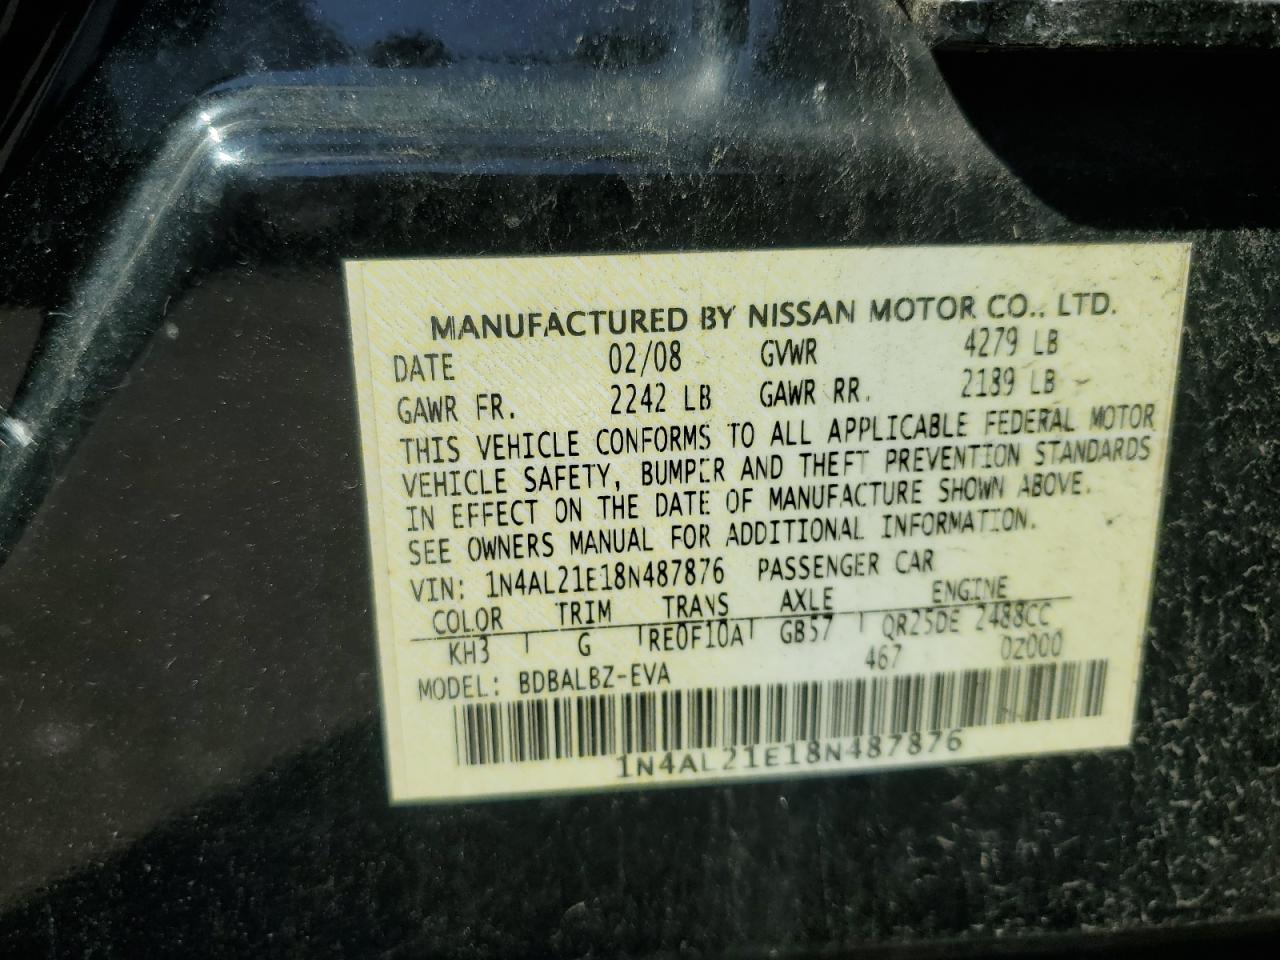 MANUFACTURED BY NISSAN MOTOR CO., LTD.
DATE 02/08 GVWR 4279 LB
GAWR FR. 2242 LB GAWR RR. 2189 LB
THIS VEHICLE CONFORMS TO ALL APPLICABLE FEDERAL MOTOR
VEHICLE SAFETY, BUMPER AND THEFT PREVENTION STANDARDS
IN EFFECT ON THE DATE OF MANUFACTURE SHOWN ABOVE.
SEE OWNERS MANUAL FOR ADDITIONAL INFORMATION.
VIN: 1N4AL21E18N487876 PASSENGER CAR
COLOR TRIM TRANS AXLE ENGINE
KH3 G RE0F10A GB57 QR25DE 2488CC
467 0Z000
MODEL: BDBALBZ-EVA
1N4AL21E18N487876